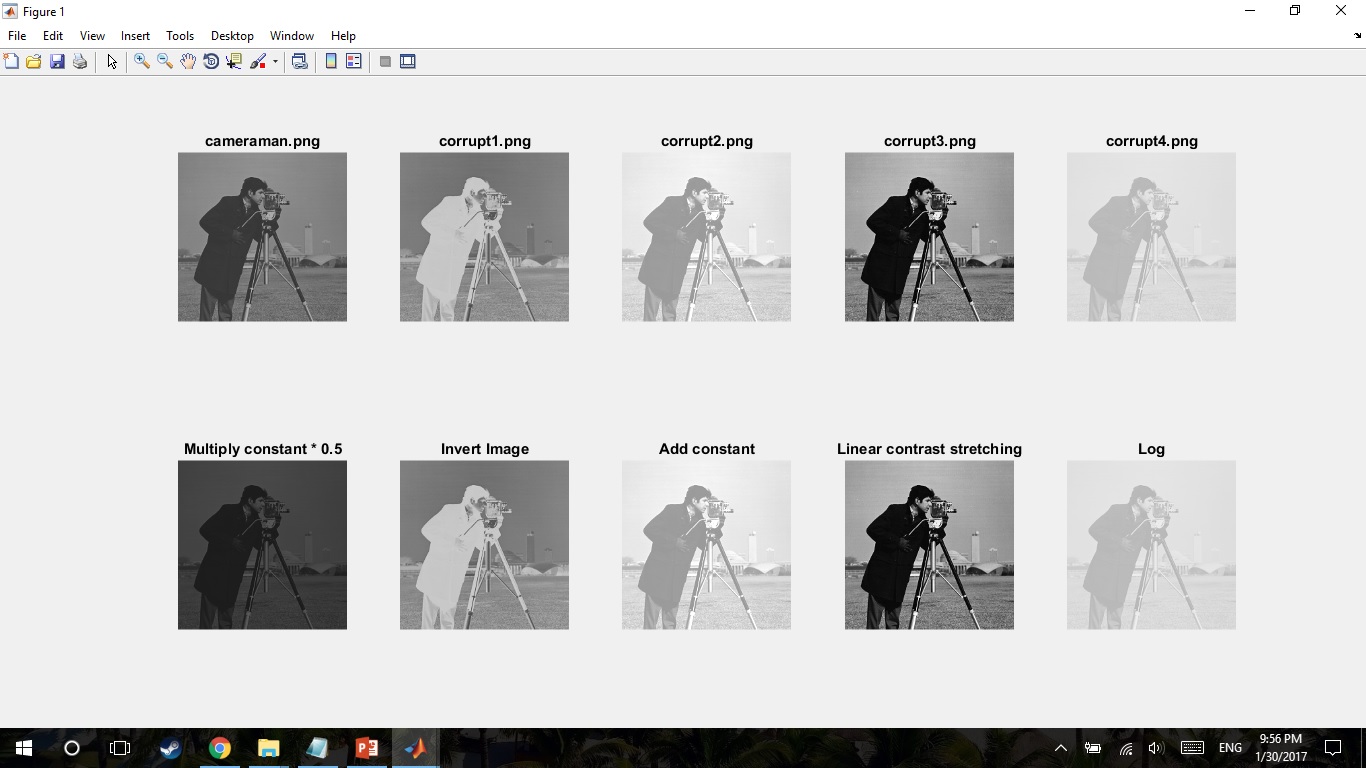 Figure 1
File Edit View Insert Tools Desktop Window Help
cameraman.png corrupt1.png corrupt2.png corrupt3.png corrupt4.png
Multiply constant * 0.5 Invert Image Add constant Linear contrast stretching Log
ENG 9:56 PM
1/30/2017